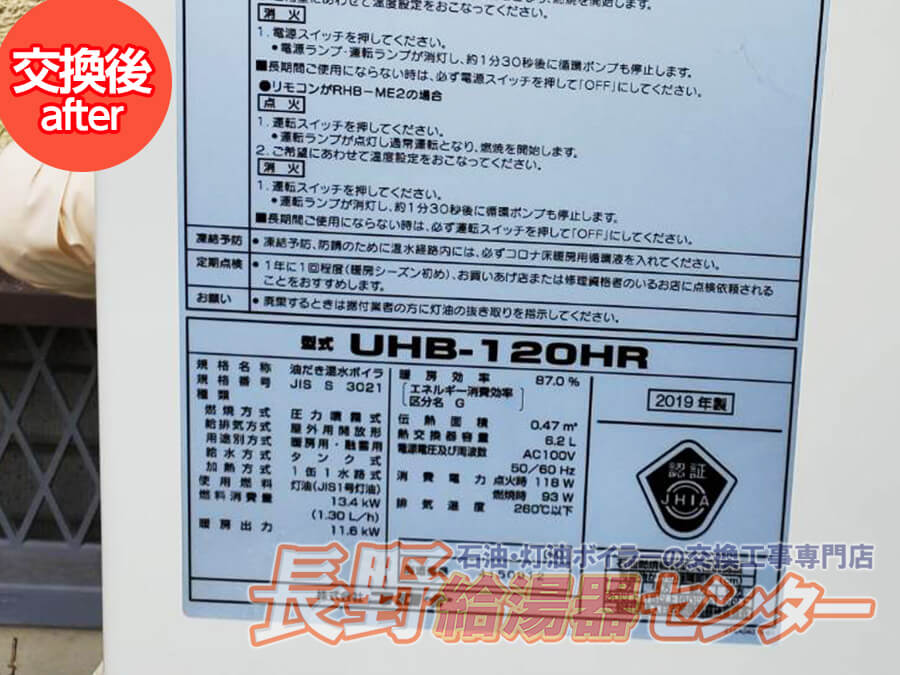 交換後
after
消 火
1. 電源スイッチを押してください。
●電源ランプ・運転ランプが消灯し、約1分30秒後に循環ポンプも停止します。
■長期間ご使用にならない時は、必ず電源スイッチを押して「OFF」にしてください。
●リモコンがRHB-ME2の場合
点 火
1. 運転スイッチを押してください。
●運転ランプが点灯し通常運転となり、燃焼を開始します。
2. ご希望にあわせて温度設定をおこなってください。
消 火
1. 運転スイッチを押してください。
●運転ランプが消灯し、約1分30秒後に循環ポンプも停止します。
■長期間ご使用にならない時は、必ず運転スイッチを押して「OFF」にしてください。
凍結予防 ●凍結予防、防錆のために温水経路内には、必ずコロナ床暖房用循環液を入れてください。
定期点検 ●1年に1回程度(暖房シーズン初め)、お買いあげ店または修理資格者のいるお店に点検依頼される
ことをおすすめします。
お願い ●廃棄するときは据付業者の方に灯油の抜き取りを指示してください。
型式 UHB-120HR
規格名称 油だき温水ボイラ
規格番号 JIS S 3021
種類
燃焼方式 圧力噴霧式
給排気方式 屋外用開放形
用途別方式 暖房用・融雪用
給水方式 タンク式
加熱方式 1缶1水路式
使用燃料 灯油(JIS1号灯油)
燃料消費量 13.4 kW
(1.30 L/h)
暖房出力 11.6 kW
暖房効率 87.0 %
エネルギー消費効率
区分名 G
伝熱面積 0.47 m²
熱交換器容量 6.2 L
電源電圧及び周波数 AC100V
50/60 Hz
消費電力 点火時 118 W
燃焼時 93 W
排気温度 260℃以下
2019 年製
認証
JHIA
石油・灯油ボイラーの交換工事専門店
長野給湯器センター